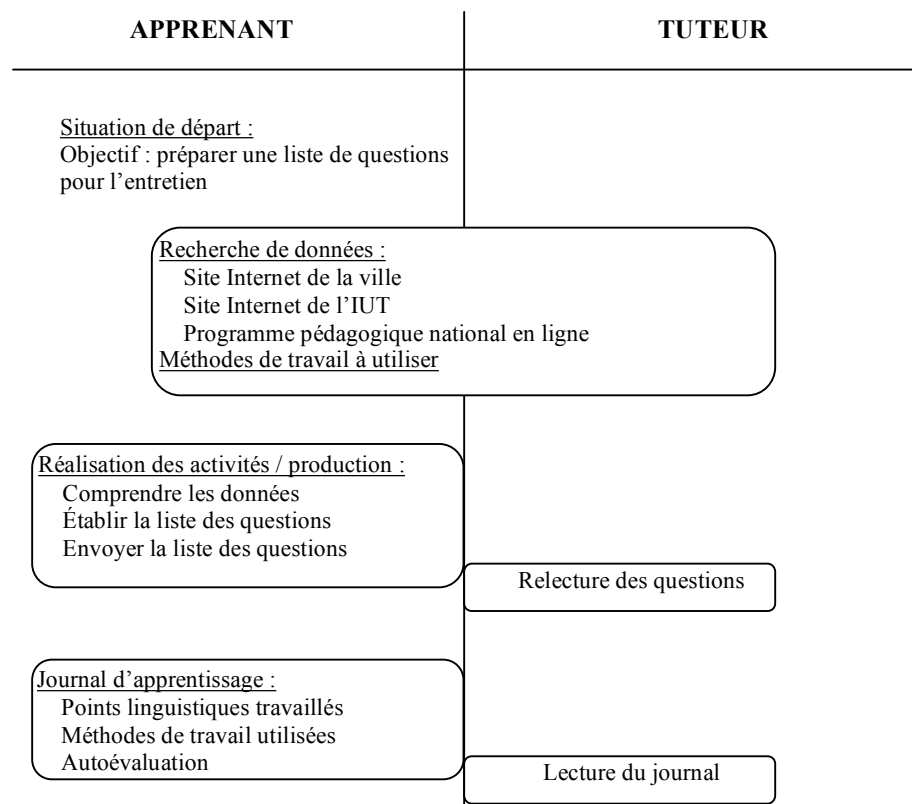 APPRENANT
TUTEUR
Situation de départ :
Objectif : préparer une liste de questions
pour l’entretien
Recherche de données :
Site Internet de la ville
Site Internet de l’IUT
Programme pédagogique national en ligne
Méthodes de travail à utiliser
Réalisation des activités / production :
Comprendre les données
Établir la liste des questions
Envoyer la liste des questions
Relecture des questions
Journal d’apprentissage :
Points linguistiques travaillés
Méthodes de travail utilisées
Autoévaluation
Lecture du journal